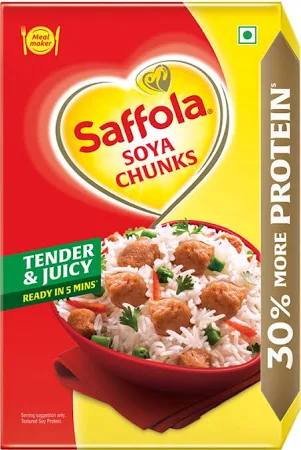 Meal
maker
Saffola®
SOYA
CHUNKS
TENDER
& JUICY
READY IN 5 MINS*
30% MORE PROTEIN$
Serving suggestion only.
Textured Soy Protein.